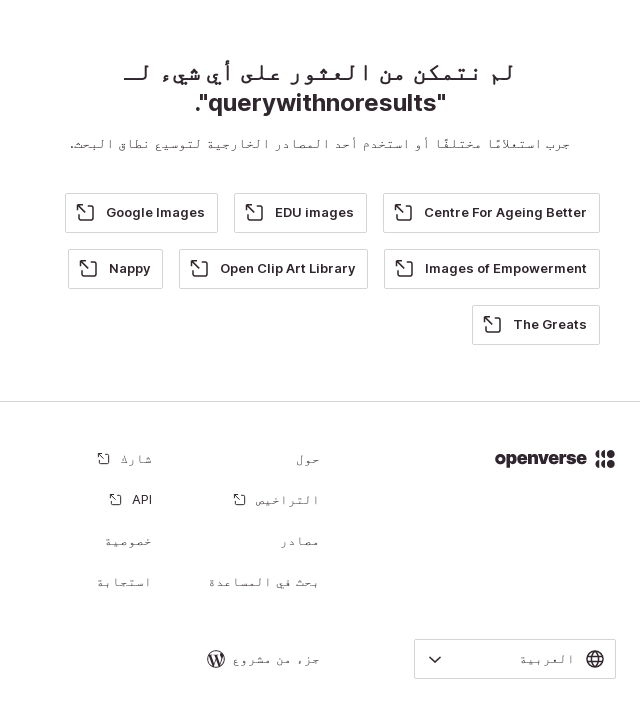 لم نتمكن من العثور على أي شيء لـ
"querywithnoresults".
جرب استعلامًا مختلفًا أو استخدم أحد المصادر الخارجية لتوسيع نطاق البحث.
Centre For Ageing Better
EDU images
Google Images
Images of Empowerment
Open Clip Art Library
Nappy
The Greats
openverse
حول
شارك
التراخيص
API
مصادر
خصوصية
بحث في المساعدة
استجابة
العربية
جزء من مشروع